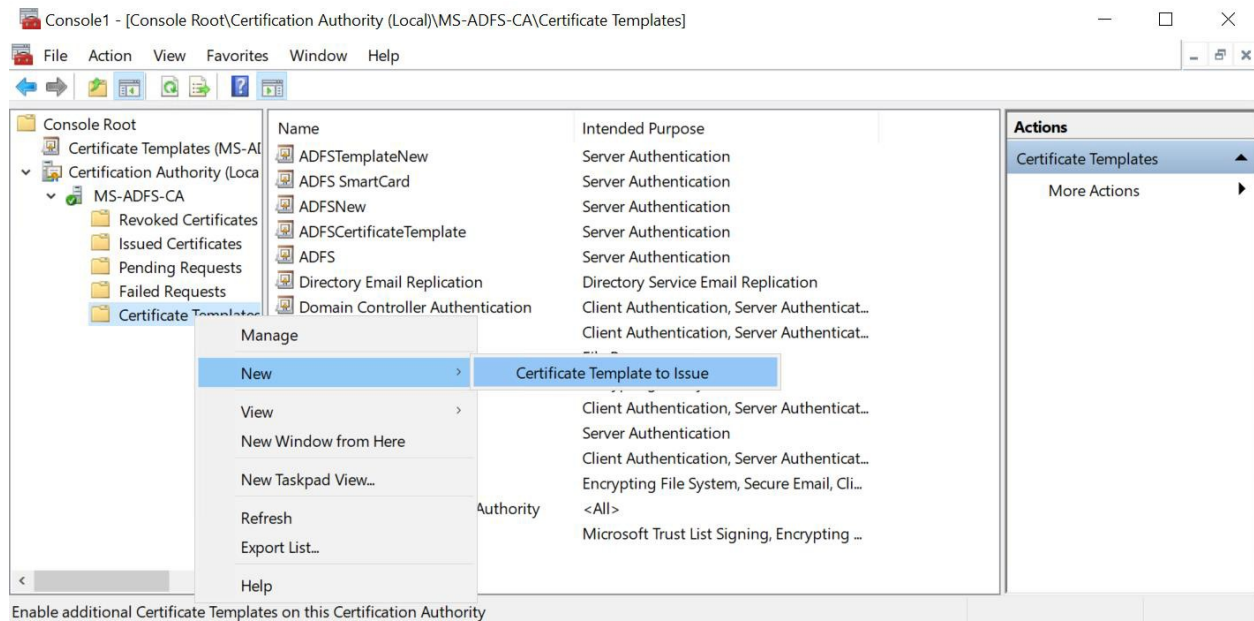 Console1 - [Console Root\Certification Authority (Local)\MS-ADFS-CA\Certificate Templates]
File Action View Favorites Window Help
Console Root
Certificate Templates (MS-AD
Certification Authority (Loca
MS-ADFS-CA
Revoked Certificates
Issued Certificates
Pending Requests
Failed Requests
Certificate Templates
Name Intended Purpose
ADFSTemplateNew Server Authentication
ADFS SmartCard Server Authentication
ADFSNew Server Authentication
ADFSCertificateTemplate Server Authentication
ADFS Server Authentication
Directory Email Replication Directory Service Email Replication
Domain Controller Authentication Client Authentication, Server Authenticat...
Client Authentication, Server Authenticat...
Client Authentication, Server Authenticat...
Server Authentication
Client Authentication, Server Authenticat...
Encrypting File System, Secure Email, Cli...
Authority <All>
Microsoft Trust List Signing, Encrypting ...
Manage
New
Certificate Template to Issue
View
New Window from Here
New Taskpad View...
Refresh
Export List...
Help
Actions
Certificate Templates
More Actions
Enable additional Certificate Templates on this Certification Authority